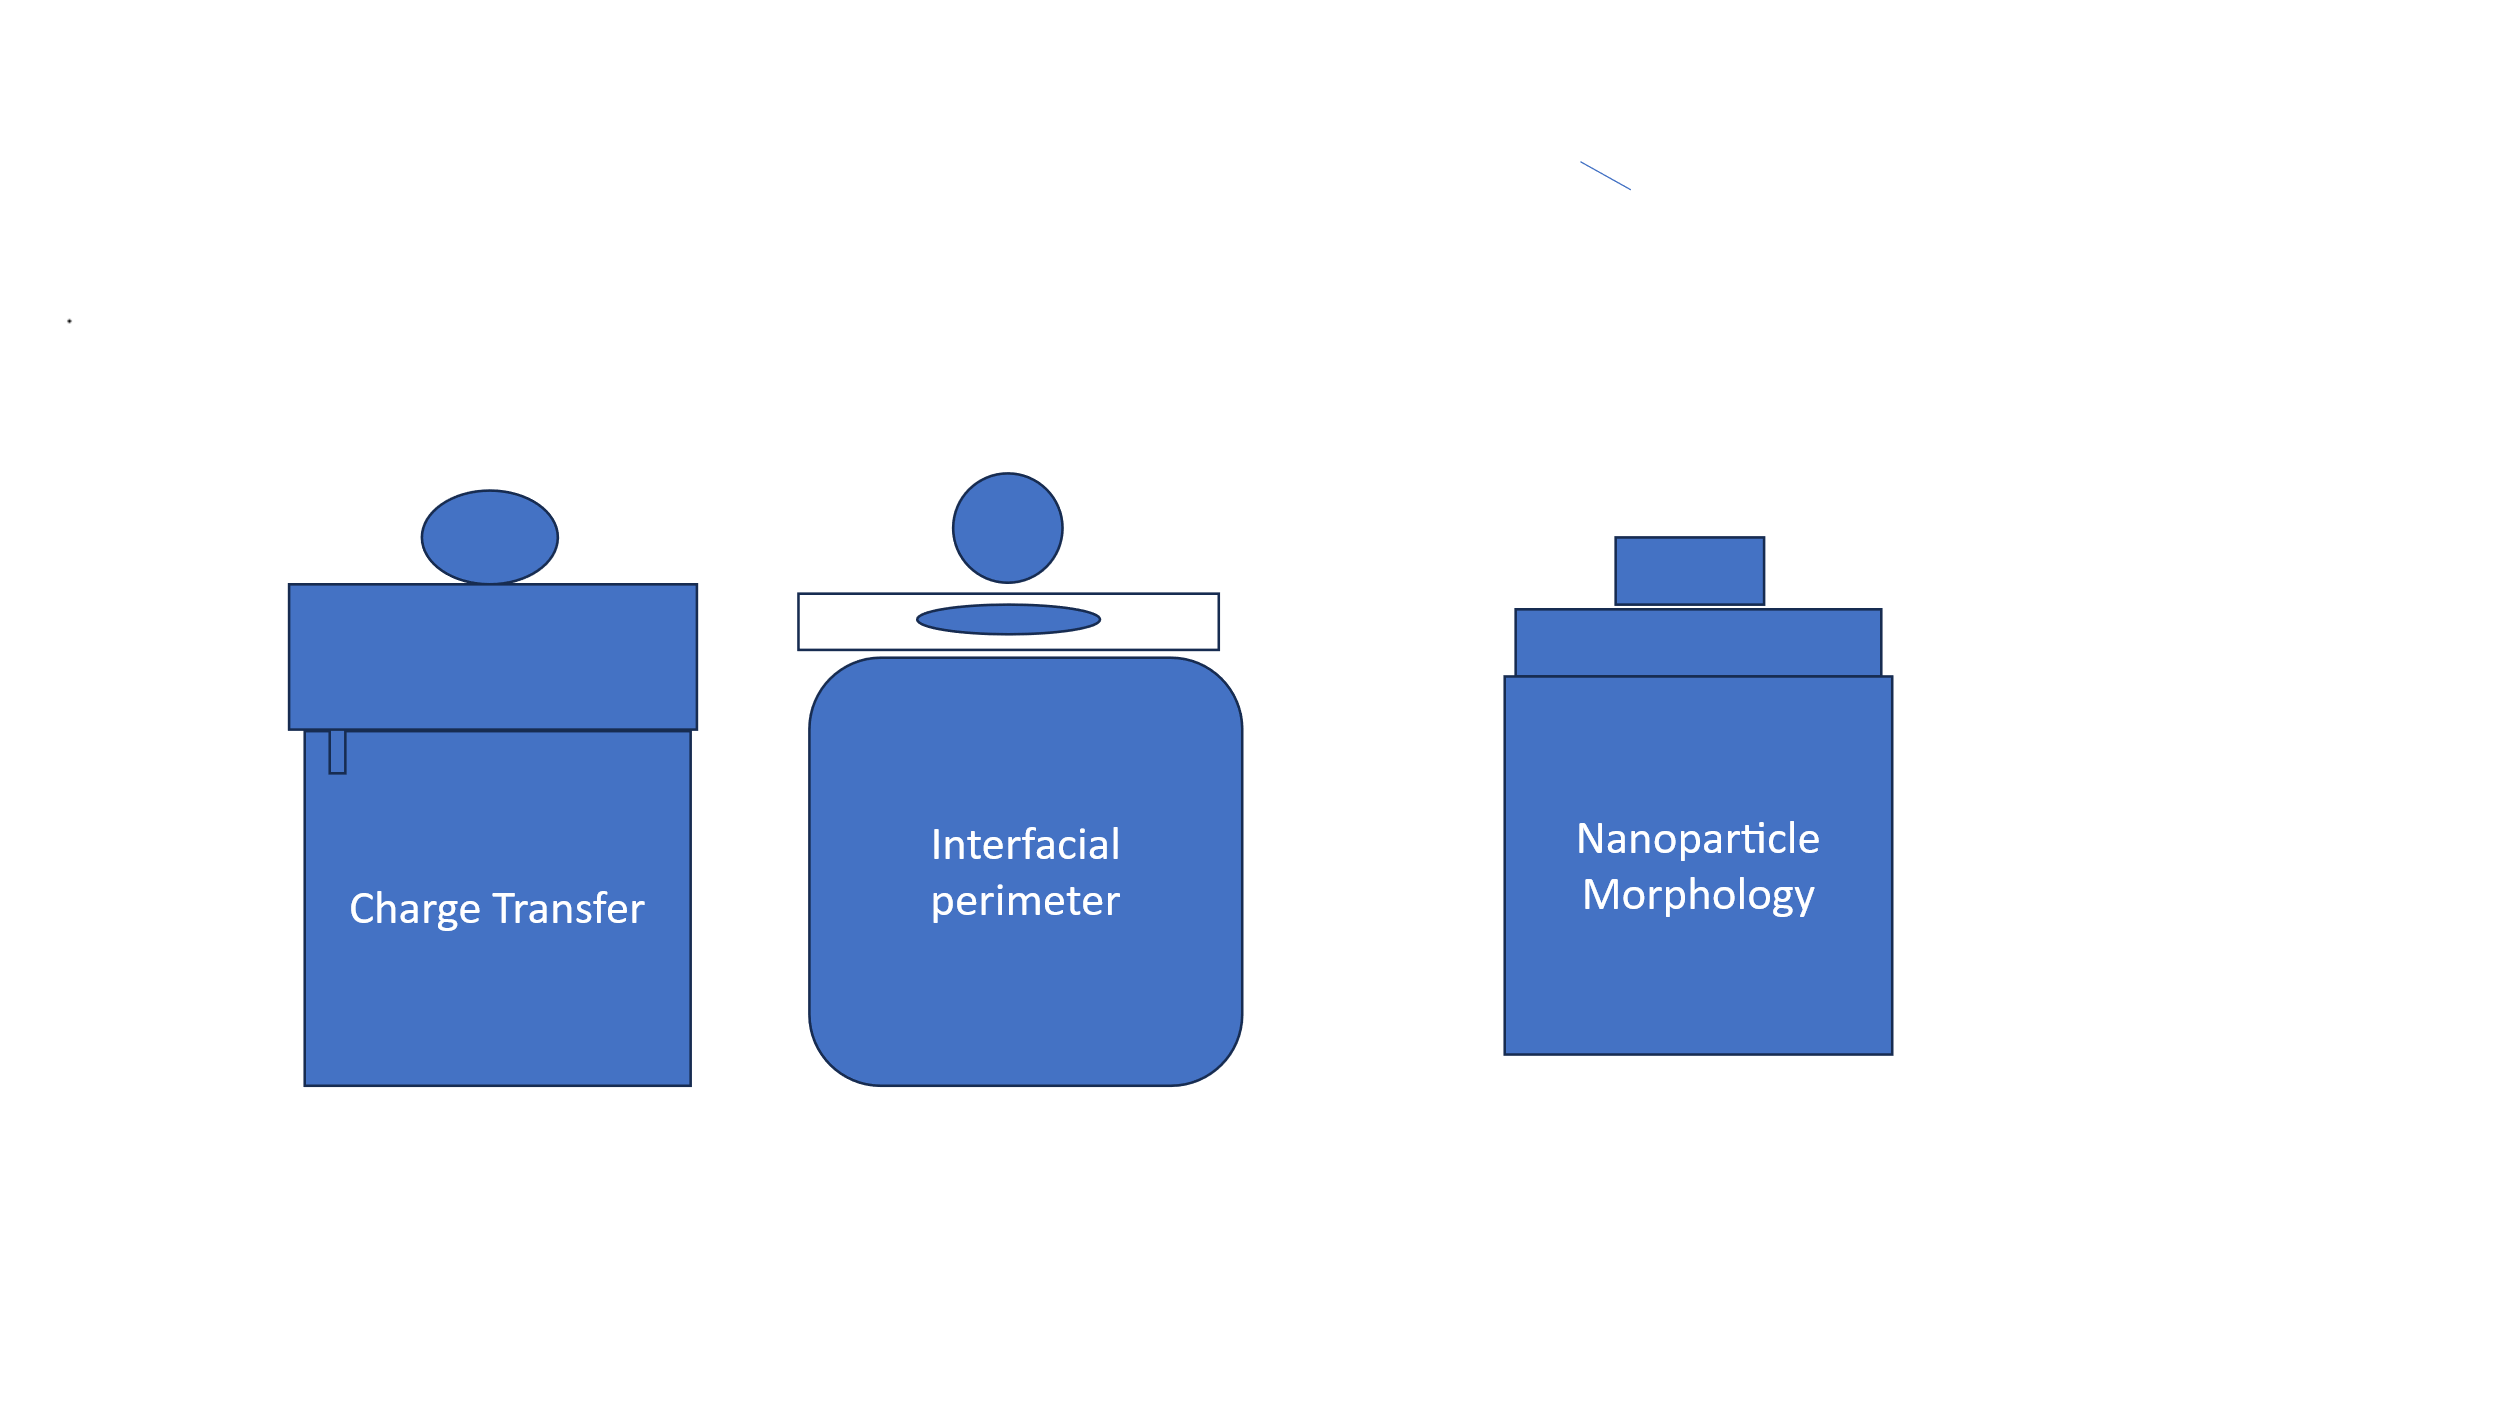 Charge Transfer
Interfacial
perimeter
Nanoparticle
Morphology